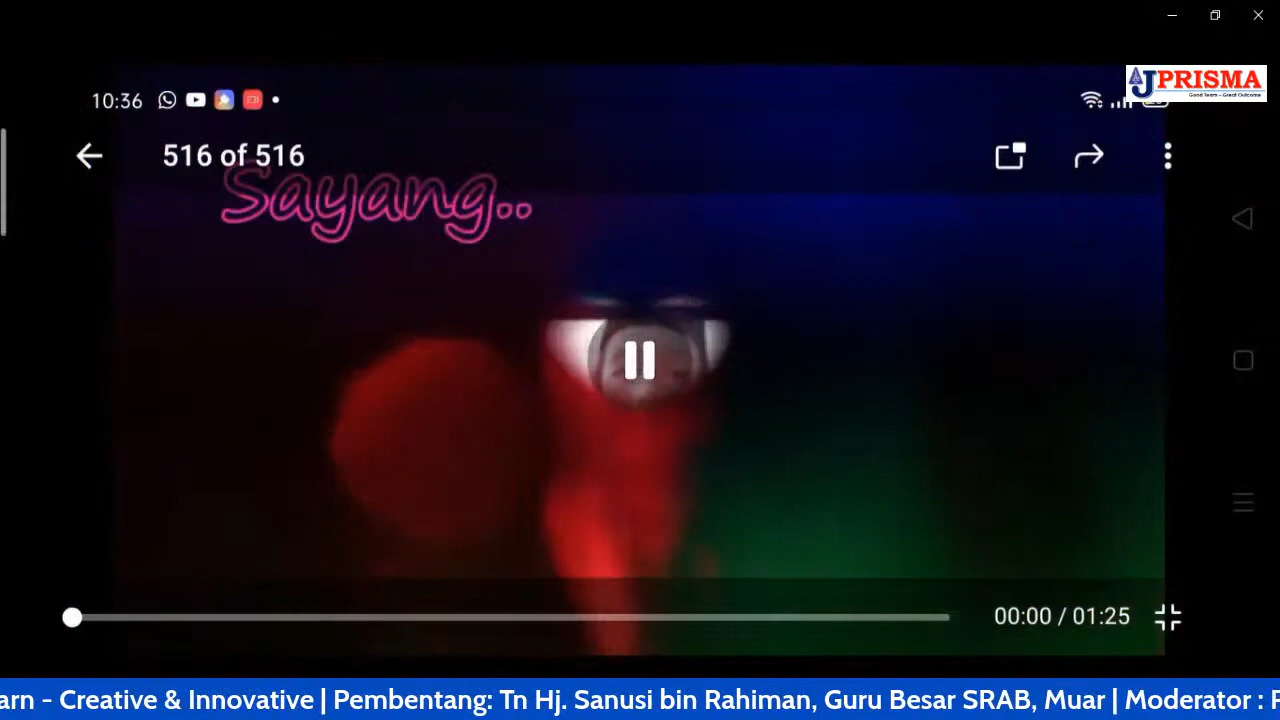 JPRISMA
Good Team - Great Outcome
10:36
516 of 516
Sayang..
00:00 / 01:25
arn - Creative & Innovative | Pembentang: Tn Hj. Sanusi bin Rahiman, Guru Besar SRAB, Muar | Moderator :